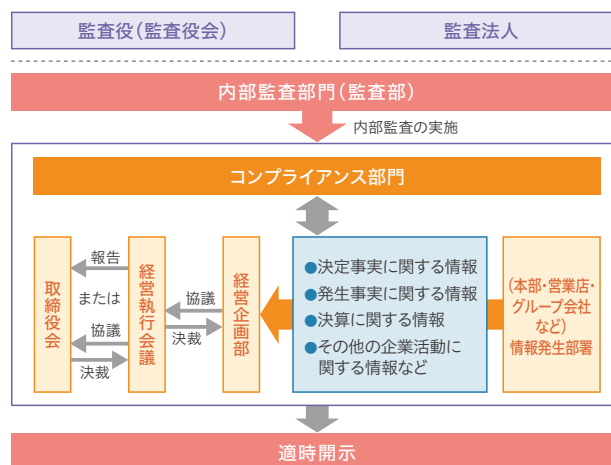 監査役（監査役会）
監査法人
内部監査部門（監査部）
内部監査の実施
コンプライアンス部門
取締役会
報告
または
協議
決裁
経営執行会議
協議
決裁
経営企画部
●決定事実に関する情報
●発生事実に関する情報
●決算に関する情報
●その他の企業活動に
関する情報など
（本部・営業店・
グループ会社
など）
情報発生部署
適時開示